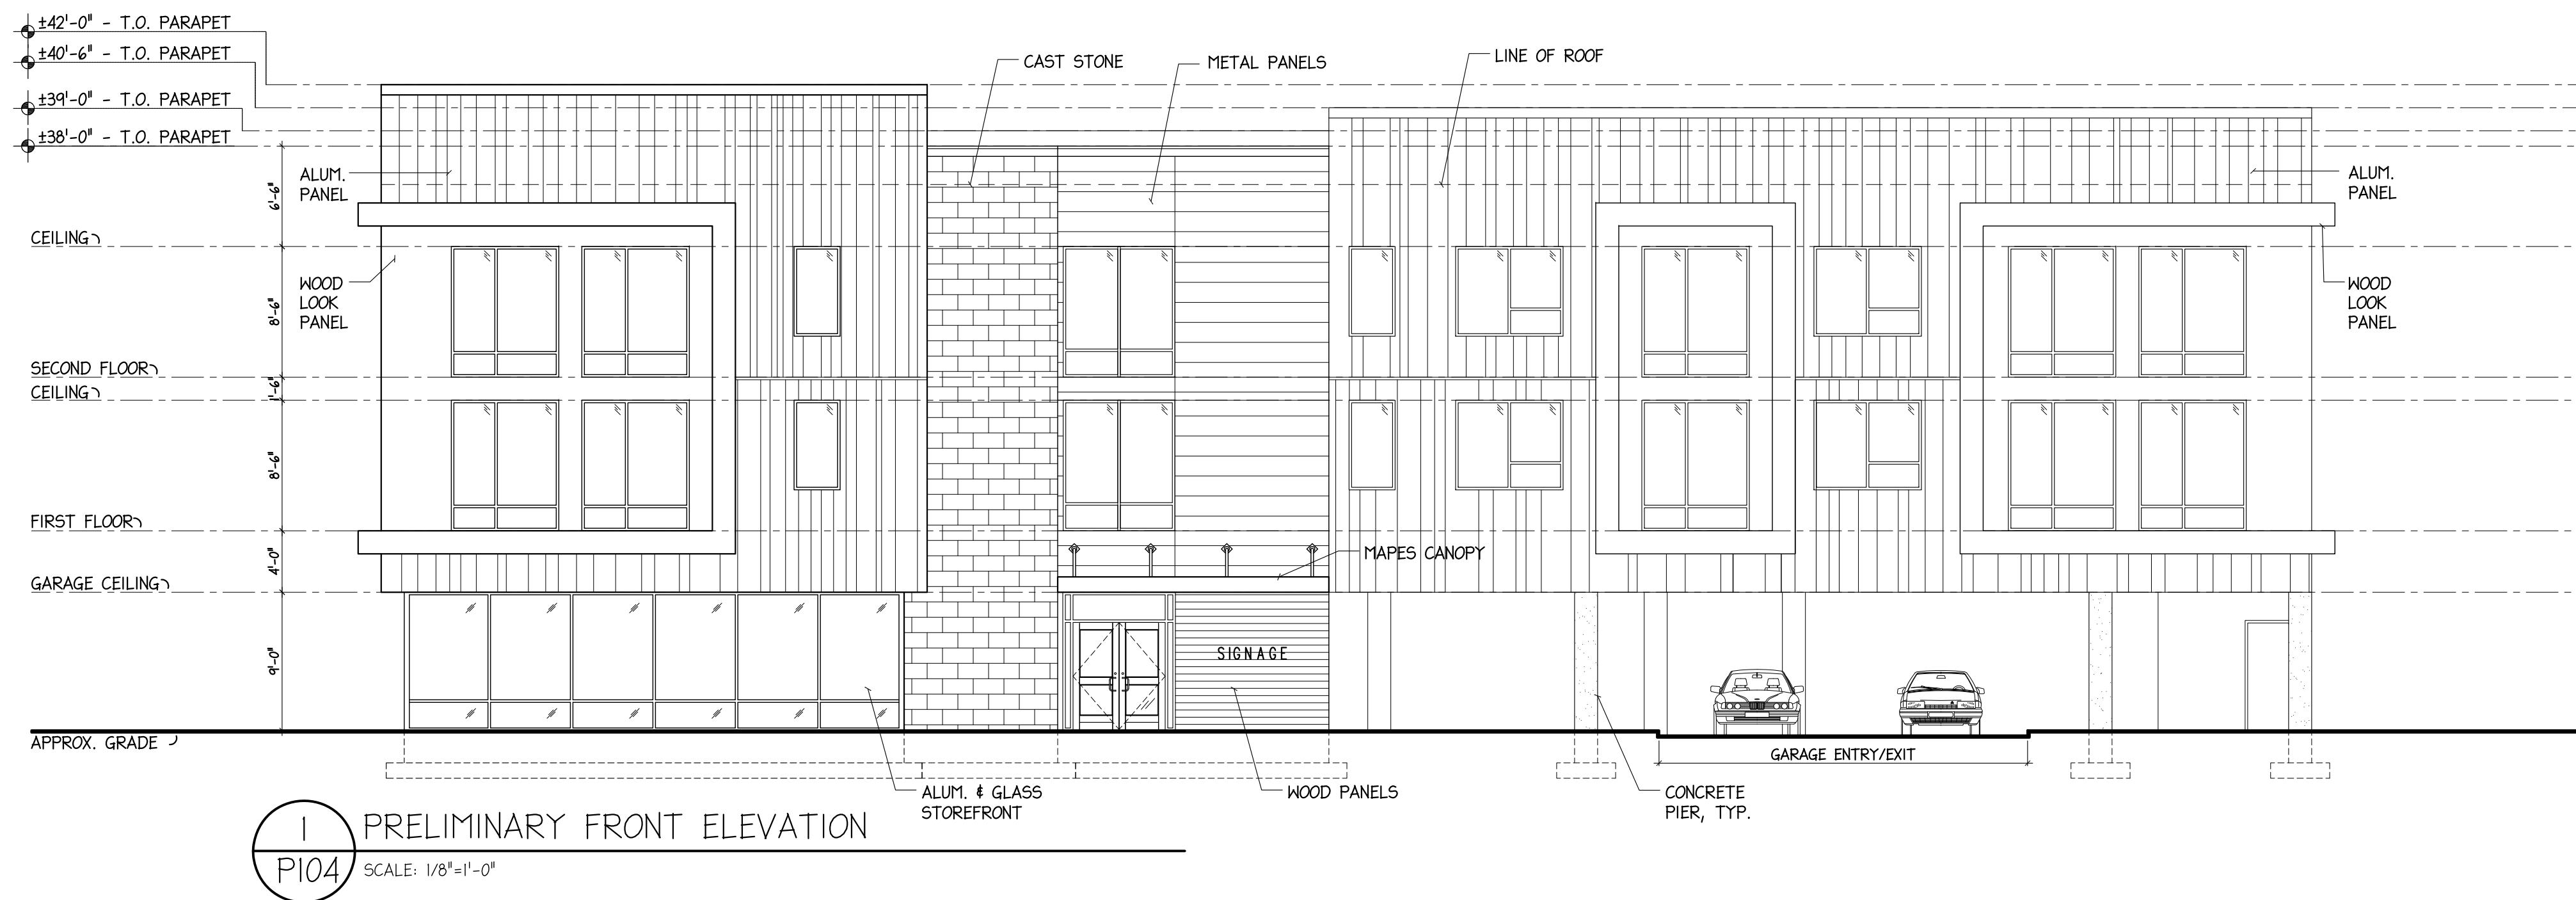 ±42'-0" - T.O. PARAPET
±40'-6" - T.O. PARAPET
±39'-0" - T.O. PARAPET
±38'-0" - T.O. PARAPET
CAST STONE
METAL PANELS
LINE OF ROOF
ALUM.
PANEL
ALUM.
PANEL
6'-6"
CEILING
WOOD
LOOK
PANEL
WOOD
LOOK
PANEL
8'-6"
SECOND FLOOR
1'-6"
CEILING
8'-6"
FIRST FLOOR
4'-0"
MAPES CANOPY
GARAGE CEILING
9'-0"
SIGNAGE
APPROX. GRADE
GARAGE ENTRY/EXIT
ALUM. & GLASS
STOREFRONT
WOOD PANELS
CONCRETE
PIER, TYP.
1
P104
PRELIMINARY FRONT ELEVATION
SCALE: 1/8"=1'-0"